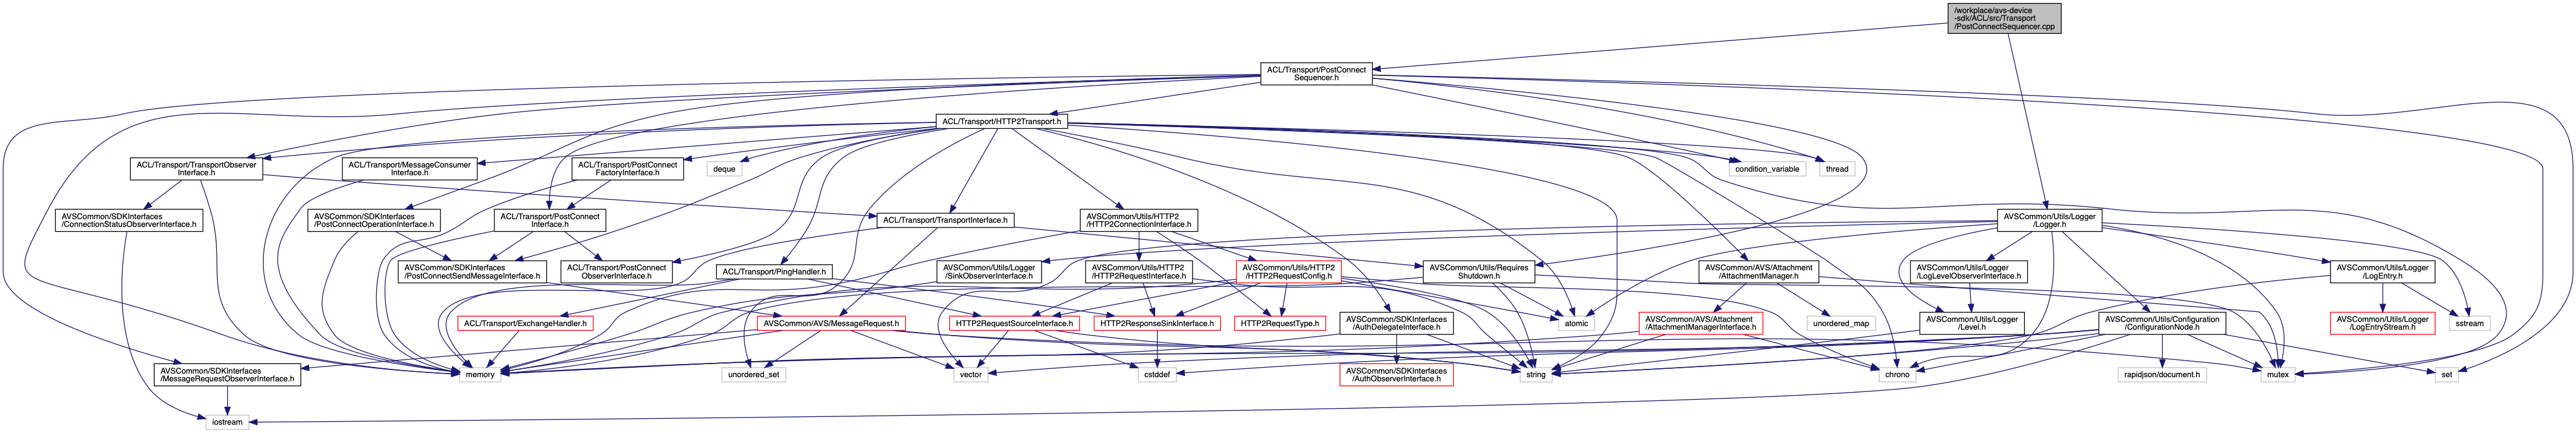 /workplace/avs-device
-sdk/ACL/src/Transport
/PostConnectSequencer.cpp
ACL/Transport/PostConnect
Sequencer.h
ACL/Transport/HTTP2Transport.h
ACL/Transport/TransportObserver
Interface.h
ACL/Transport/MessageConsumer
Interface.h
ACL/Transport/PostConnect
FactoryInterface.h
deque
condition_variable
thread
AVSCommon/SDKInterfaces
/ConnectionStatusObserverInterface.h
AVSCommon/SDKInterfaces
/PostConnectOperationInterface.h
ACL/Transport/PostConnect
Interface.h
ACL/Transport/TransportInterface.h
AVSCommon/Utils/HTTP2
/HTTP2ConnectionInterface.h
AVSCommon/Utils/Logger
/Logger.h
AVSCommon/SDKInterfaces
/PostConnectSendMessageInterface.h
ACL/Transport/PostConnect
ObserverInterface.h
ACL/Transport/PingHandler.h
AVSCommon/Utils/Logger
/SinkObserverInterface.h
AVSCommon/Utils/HTTP2
/HTTP2RequestInterface.h
AVSCommon/Utils/HTTP2
/HTTP2RequestConfig.h
AVSCommon/Utils/Requires
Shutdown.h
AVSCommon/AVS/Attachment
/AttachmentManager.h
AVSCommon/Utils/Logger
/LogLevelObserverInterface.h
AVSCommon/Utils/Logger
/LogEntry.h
ACL/Transport/ExchangeHandler.h
AVSCommon/AVS/MessageRequest.h
HTTP2RequestSourceInterface.h
HTTP2ResponseSinkInterface.h
HTTP2RequestType.h
AVSCommon/SDKInterfaces
/AuthDelegateInterface.h
atomic
AVSCommon/AVS/Attachment
/AttachmentManagerInterface.h
unordered_map
AVSCommon/Utils/Logger
/Level.h
AVSCommon/Utils/Configuration
/ConfigurationNode.h
AVSCommon/Utils/Logger
/LogEntryStream.h
sstream
AVSCommon/SDKInterfaces
/MessageRequestObserverInterface.h
memory
unordered_set
vector
cstddef
AVSCommon/SDKInterfaces
/AuthObserverInterface.h
string
chrono
rapidjson/document.h
mutex
set
iostream